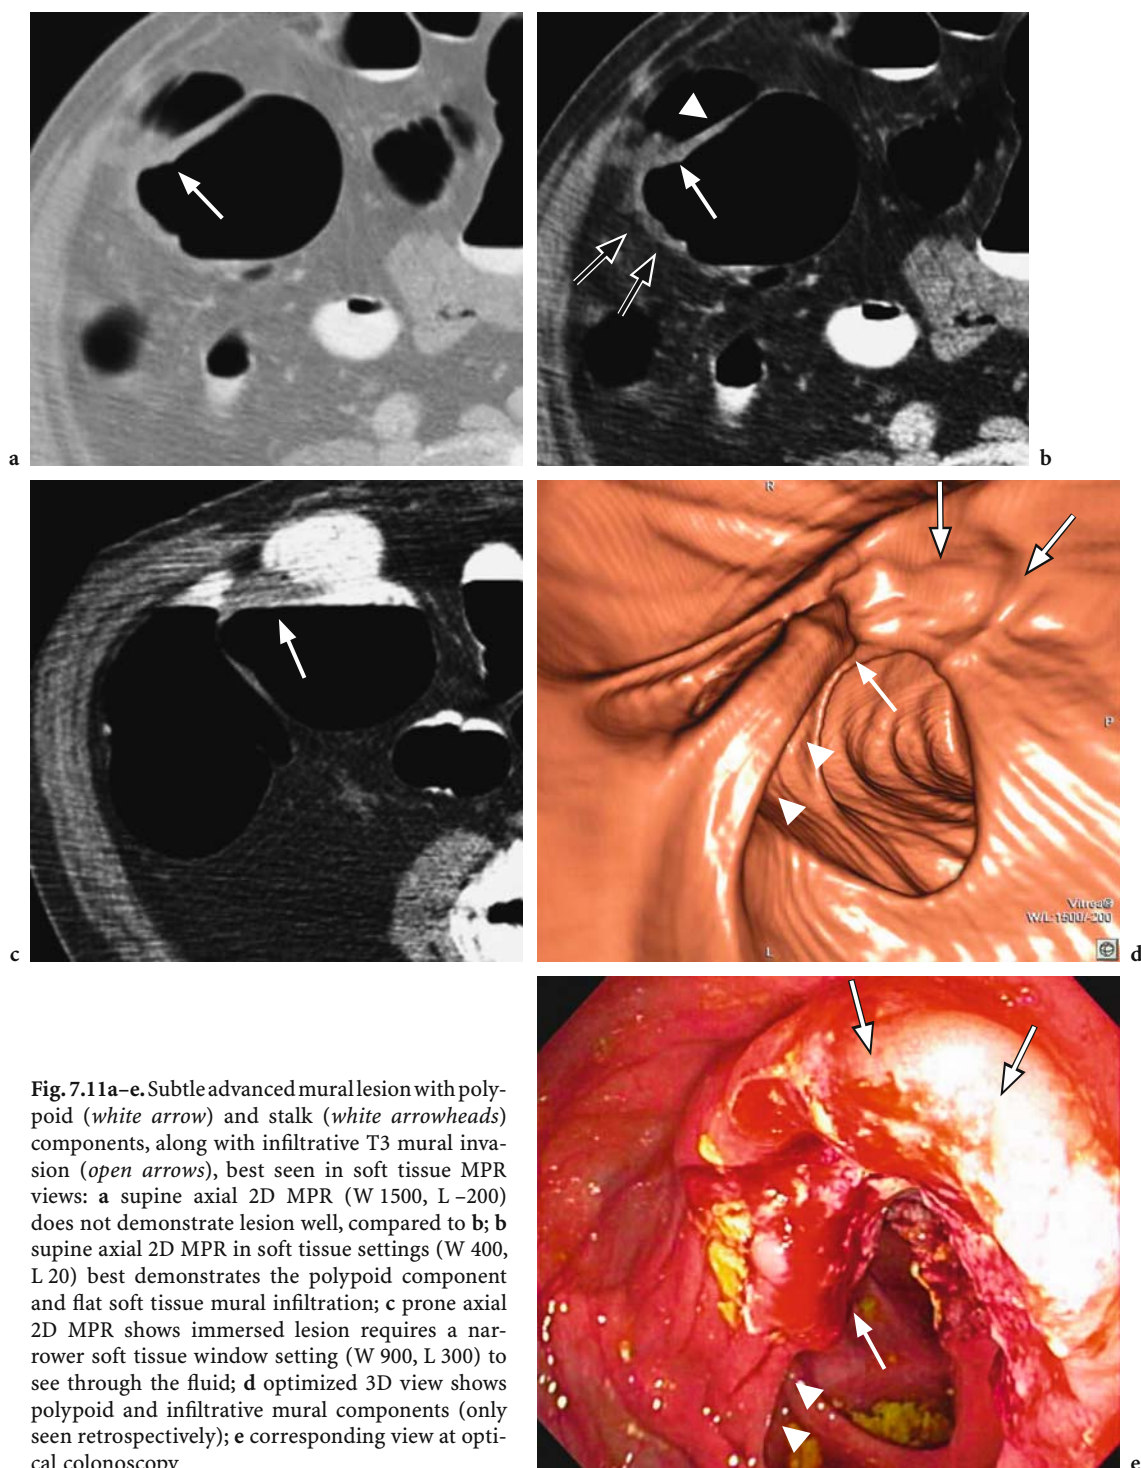 a
b
R
P
Vitrea®
W/L: 1500/-200
L
c
d
Fig. 7.11a–e. Subtle advanced mural lesion with poly-
poid (white arrow) and stalk (white arrowheads)
components, along with infiltrative T3 mural inva-
sion (open arrows), best seen in soft tissue MPR
views: a supine axial 2D MPR (W 1500, L –200)
does not demonstrate lesion well, compared to b; b
supine axial 2D MPR in soft tissue settings (W 400,
L 20) best demonstrates the polypoid component
and flat soft tissue mural infiltration; c prone axial
2D MPR shows immersed lesion requires a nar-
rower soft tissue window setting (W 900, L 300) to
see through the fluid; d optimized 3D view shows
polypoid and infiltrative mural components (only
seen retrospectively); e corresponding view at opti-
cal colonoscopy
e